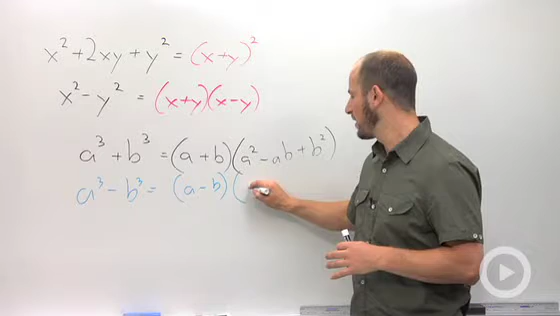 x² + 2xy + y² = (x+y)²
x² - y² = (x+y)(x-y)
a³ + b³ = (a+b)(a² - ab + b²)
a³ - b³ = (a-b)(